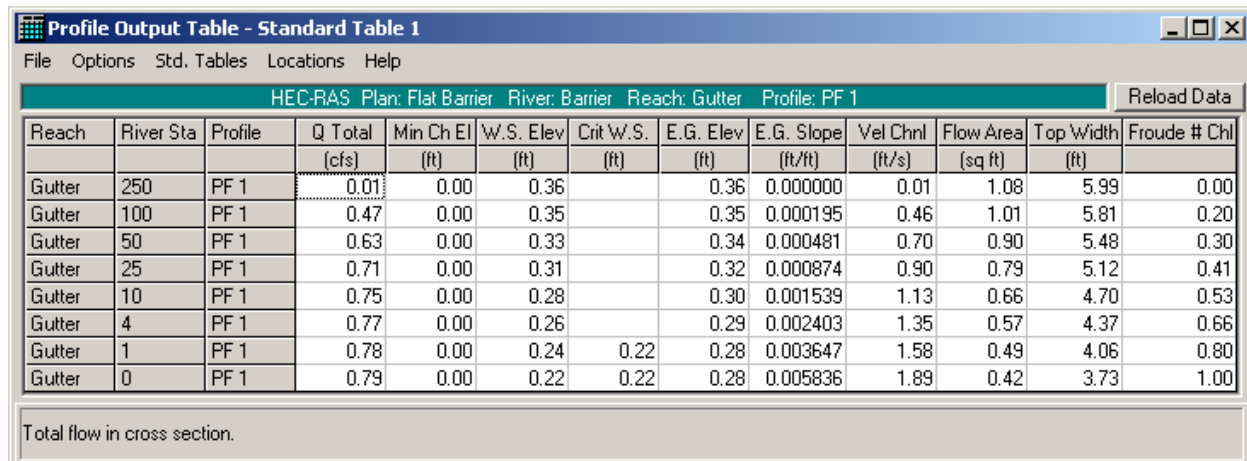 Profile Output Table - Standard Table 1
File Options Std. Tables Locations Help
HEC-RAS Plan: Flat Barrier River: Barrier Reach: Gutter Profile: PF 1 Reload Data
Reach River Sta Profile Q Total Min Ch El W.S. Elev Crit W.S. E.G. Elev E.G. Slope Vel Chnl Flow Area Top Width Froude # Chl
(cfs) (ft) (ft) (ft) (ft) (ft/ft) (ft/s) (sq ft) (ft)
Gutter 250 PF 1 0.01 0.00 0.36 0.36 0.000000 0.01 1.08 5.99 0.00
Gutter 100 PF 1 0.47 0.00 0.35 0.35 0.000195 0.46 1.01 5.81 0.20
Gutter 50 PF 1 0.63 0.00 0.33 0.34 0.000481 0.70 0.90 5.48 0.30
Gutter 25 PF 1 0.71 0.00 0.31 0.32 0.000874 0.90 0.79 5.12 0.41
Gutter 10 PF 1 0.75 0.00 0.28 0.30 0.001539 1.13 0.66 4.70 0.53
Gutter 4 PF 1 0.77 0.00 0.26 0.29 0.002403 1.35 0.57 4.37 0.66
Gutter 1 PF 1 0.78 0.00 0.24 0.22 0.28 0.003647 1.58 0.49 4.06 0.80
Gutter 0 PF 1 0.79 0.00 0.22 0.22 0.28 0.005836 1.89 0.42 3.73 1.00
Total flow in cross section.